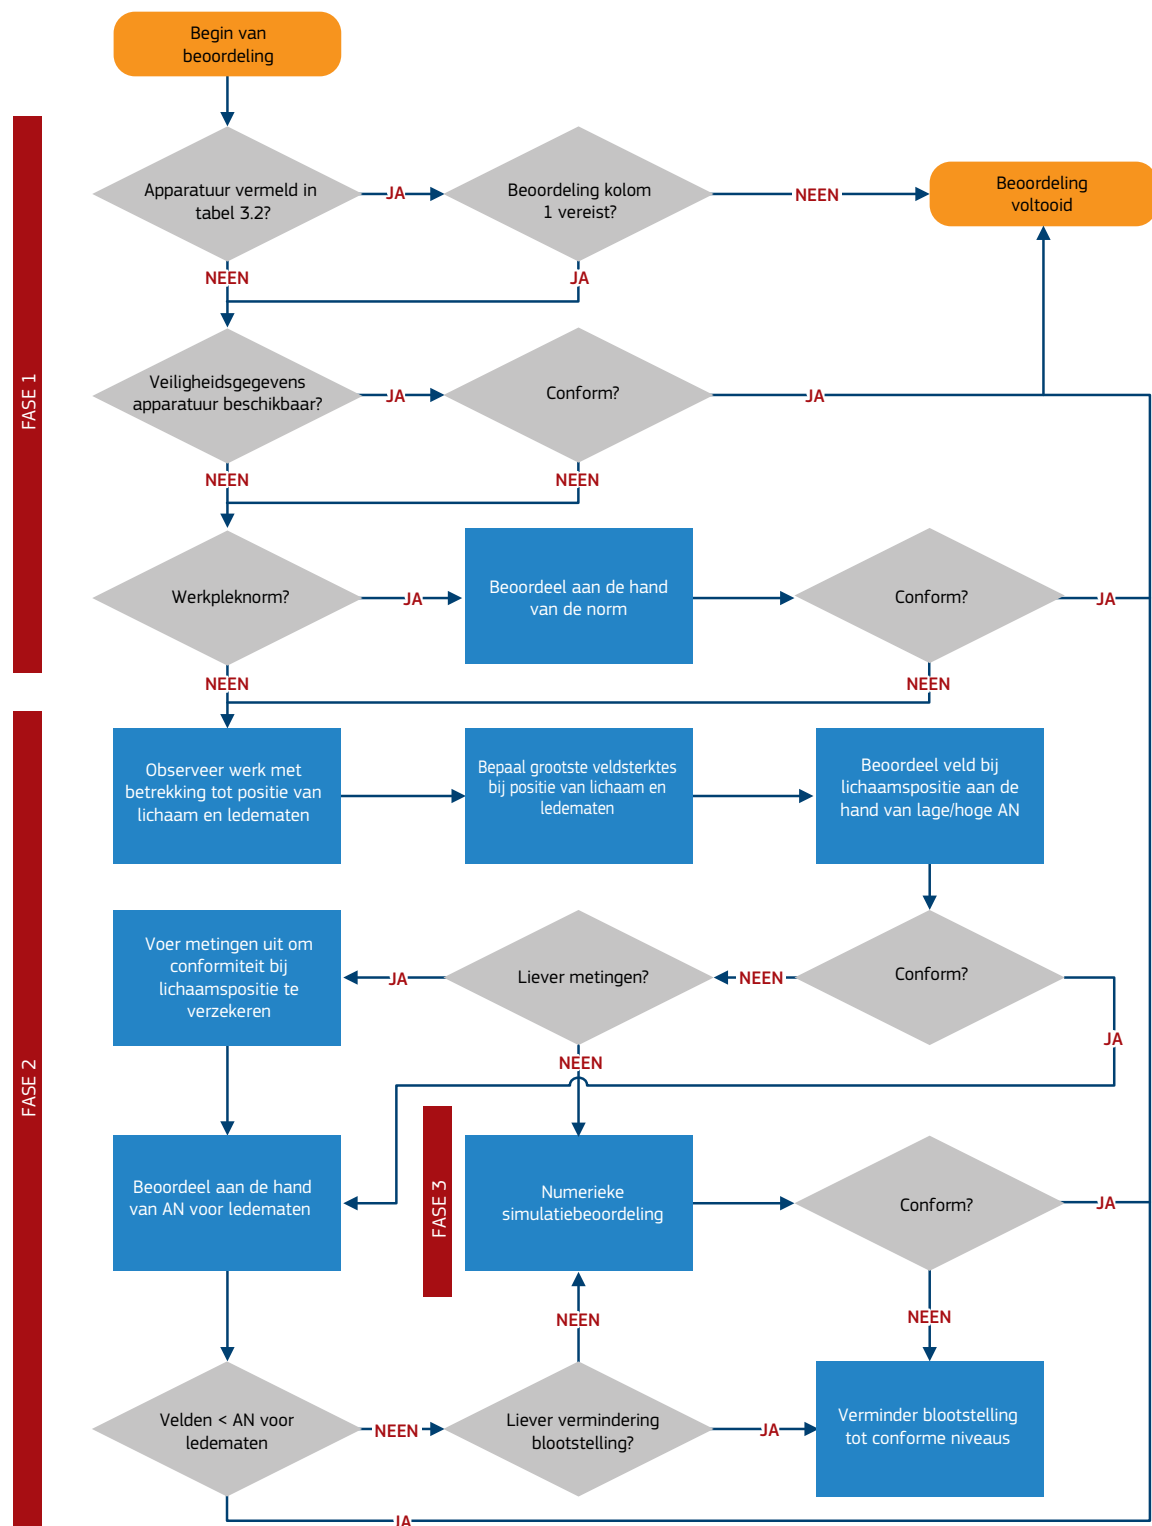 Begin van
beoordeling
FASE 1
Apparatuur vermeld in
tabel 3.2?
JA
Beoordeling kolom
1 vereist?
NEEN
Beoordeling
voltooid
NEEN
JA
Veiligheidsgegevens
apparatuur beschikbaar?
JA
Conform?
JA
NEEN
NEEN
Werkpleknorm?
JA
Beoordeel aan de hand
van de norm
Conform?
JA
NEEN
NEEN
FASE 2
Observeer werk met
betrekking tot positie van
lichaam en ledematen
Bepaal grootste veldsterktes
bij positie van lichaam en
ledematen
Beoordeel veld bij
lichaamspositie aan de
hand van lage/hoge AN
Voer metingen uit om
conformiteit bij
lichaamspositie te
verzekeren
JA
Liever metingen?
NEEN
Conform?
JA
NEEN
Beoordeel aan de hand
van AN voor ledematen
FASE 3
Numerieke
simulatiebeoordeling
Conform?
JA
NEEN
NEEN
Velden < AN voor
ledematen
NEEN
Liever vermindering
blootstelling?
JA
Verminder blootstelling
tot conforme niveaus
JA